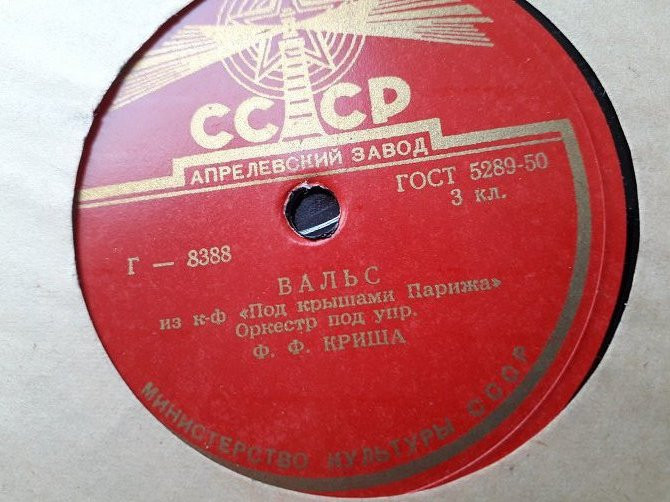 СССР
АПРЕЛЕВСКИЙ ЗАВОД
ГОСТ 5289-50
3 кл.
Г — 8388
ВАЛЬС
из к-ф «Под крышами Парижа»
Оркестр под упр.
Ф. Ф. КРИША
МИНИСТЕРСТВО КУЛЬТУРЫ СССР